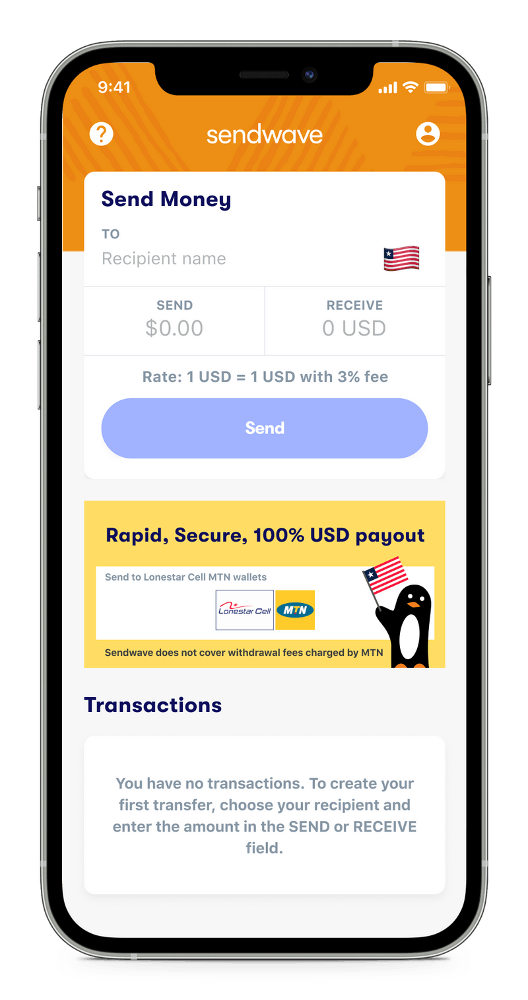 9:41
?
sendwave
Send Money
TO
Recipient name
SEND
$0.00
RECEIVE
0 USD
Rate: 1 USD = 1 USD with 3% fee
Send
Rapid, Secure, 100% USD payout
Send to Lonestar Cell MTN wallets
Lonestar Cell
MTN
Sendwave does not cover withdrawal fees charged by MTN
Transactions
You have no transactions. To create your
first transfer, choose your recipient and
enter the amount in the SEND or RECEIVE
field.